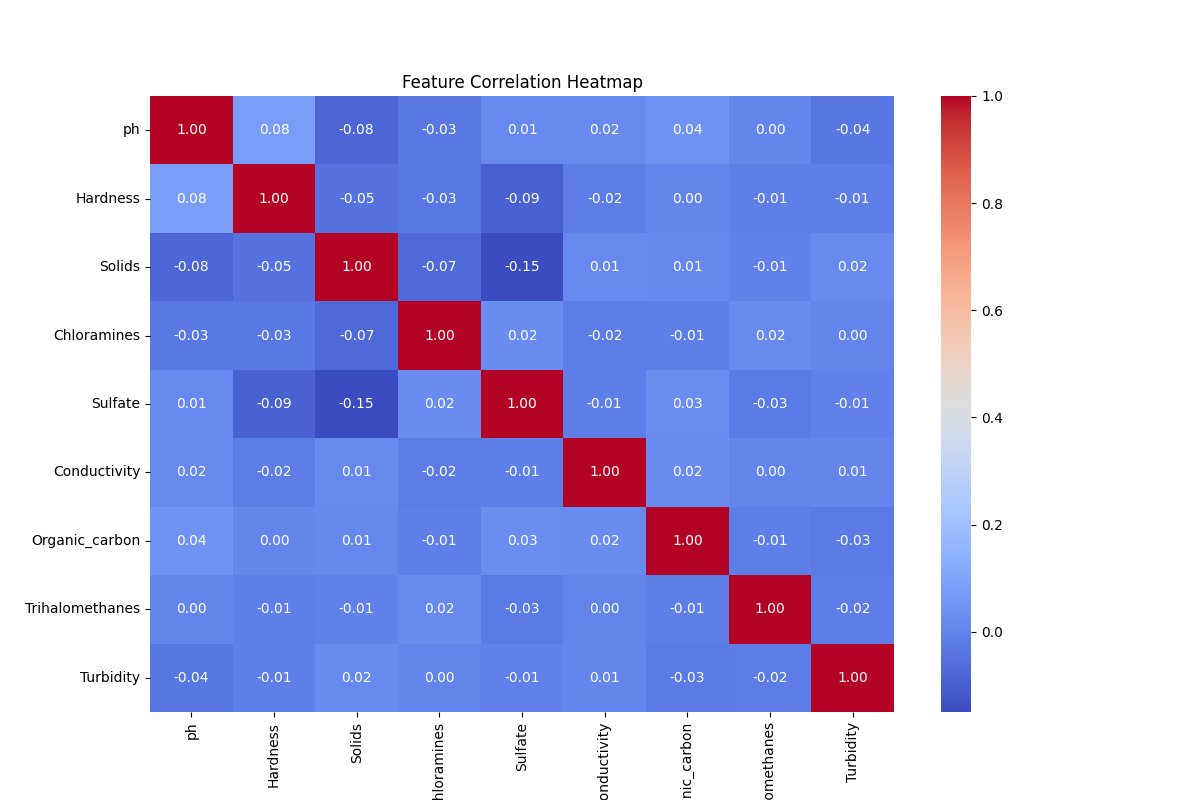 Feature Correlation Heatmap
ph 1.00 0.08 -0.08 -0.03 0.01 0.02 0.04 0.00 -0.04
Hardness 0.08 1.00 -0.05 -0.03 -0.09 -0.02 0.00 -0.01 -0.01
Solids -0.08 -0.05 1.00 -0.07 -0.15 0.01 0.01 -0.01 0.02
Chloramines -0.03 -0.03 -0.07 1.00 0.02 -0.02 -0.01 0.02 0.00
Sulfate 0.01 -0.09 -0.15 0.02 1.00 -0.01 0.03 -0.03 -0.01
Conductivity 0.02 -0.02 0.01 -0.02 -0.01 1.00 0.02 0.00 0.01
Organic_carbon 0.04 0.00 0.01 -0.01 0.03 0.02 1.00 -0.01 -0.03
Trihalomethanes 0.00 -0.01 -0.01 0.02 -0.03 0.00 -0.01 1.00 -0.02
Turbidity -0.04 -0.01 0.02 0.00 -0.01 0.01 -0.03 -0.02 1.00
ph
Hardness
Solids
hloramines
Sulfate
onductivity
nic_carbon
omethanes
Turbidity
1.0
0.8
0.6
0.4
0.2
0.0